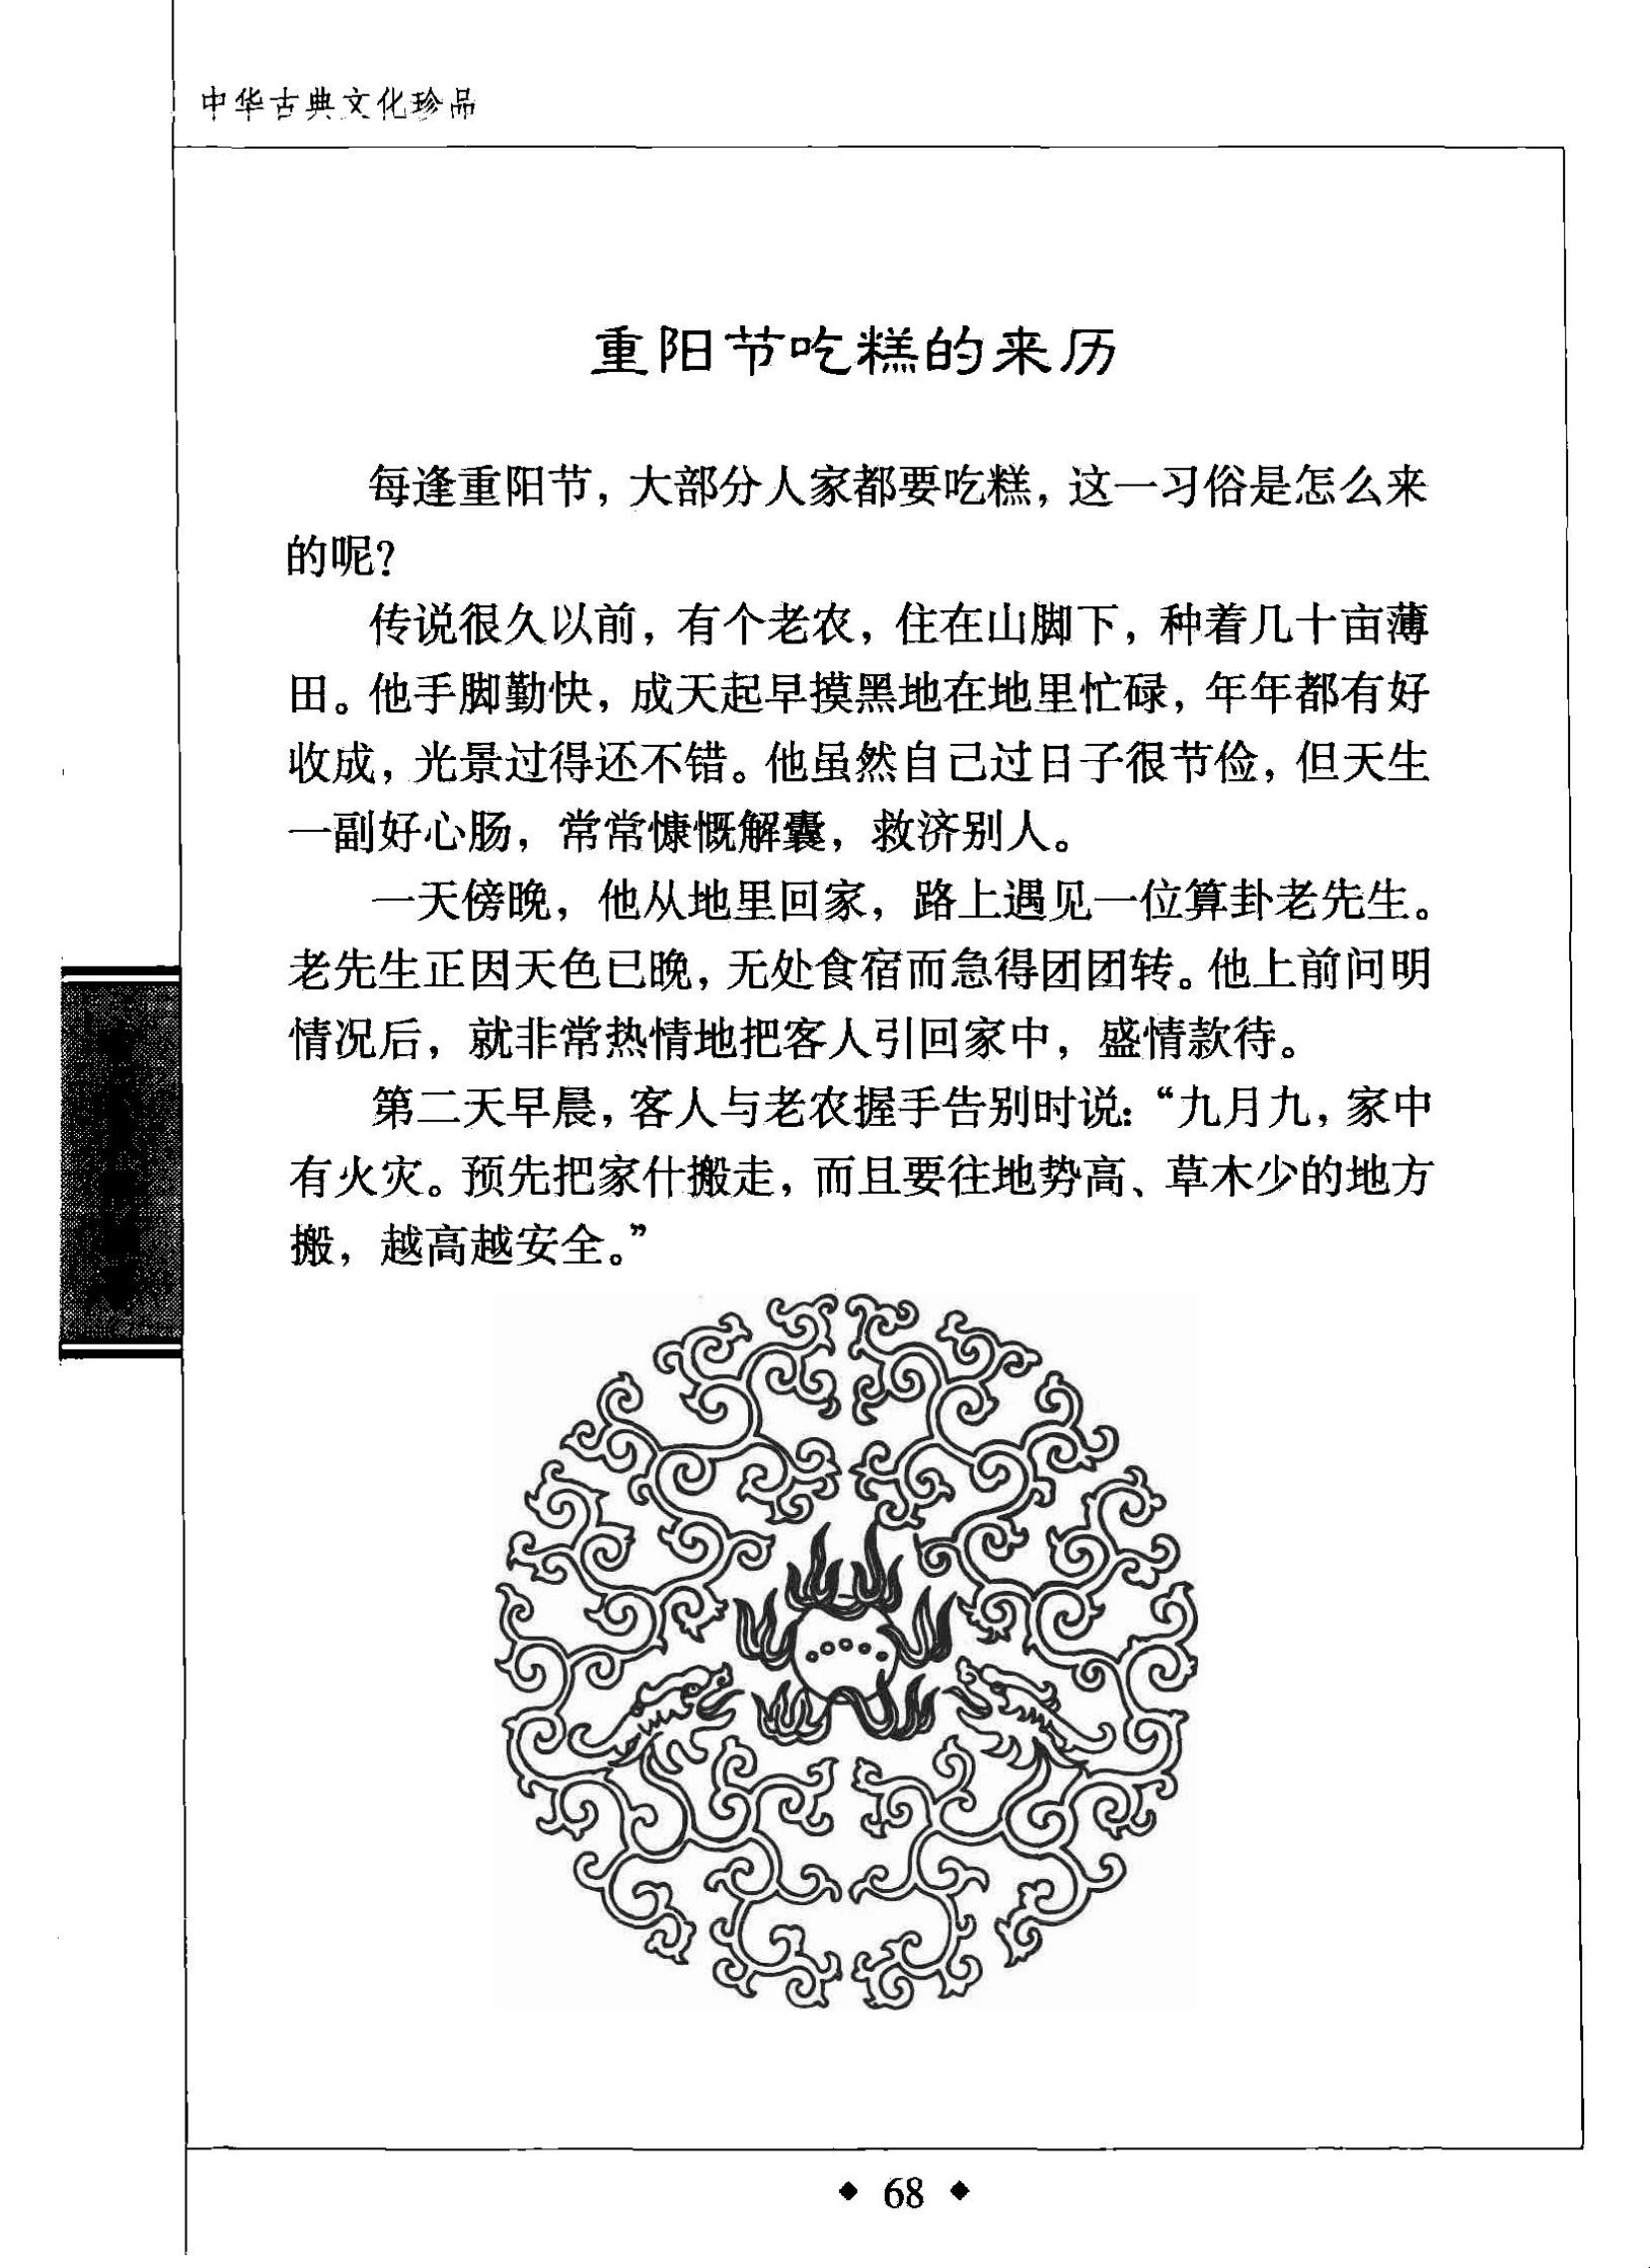 中华古典文化珍品
重阳节吃糕的来历
每逢重阳节，大部分人家都要吃糕，这一习俗是怎么来
的呢？
传说很久以前，有个老农，住在山脚下，种着几十亩薄
田。他手脚勤快，成天起早摸黑地在地里忙碌，年年都有好
收成，光景过得还不错。他虽然自己过日子很节俭，但天生
一副好心肠，常常慷慨解囊，救济别人。
一天傍晚，他从地里回家，路上遇见一位算卦老先生。
老先生正因天色已晚，无处食宿而急得团团转。他上前问明
情况后，就非常热情地把客人引回家中，盛情款待。
第二天早晨，客人与老农握手告别时说：“九月九，家中
有火灾。预先把家什搬走，而且要往地势高、草木少的地方
搬，越高越安全。”
◆ 68 ◆